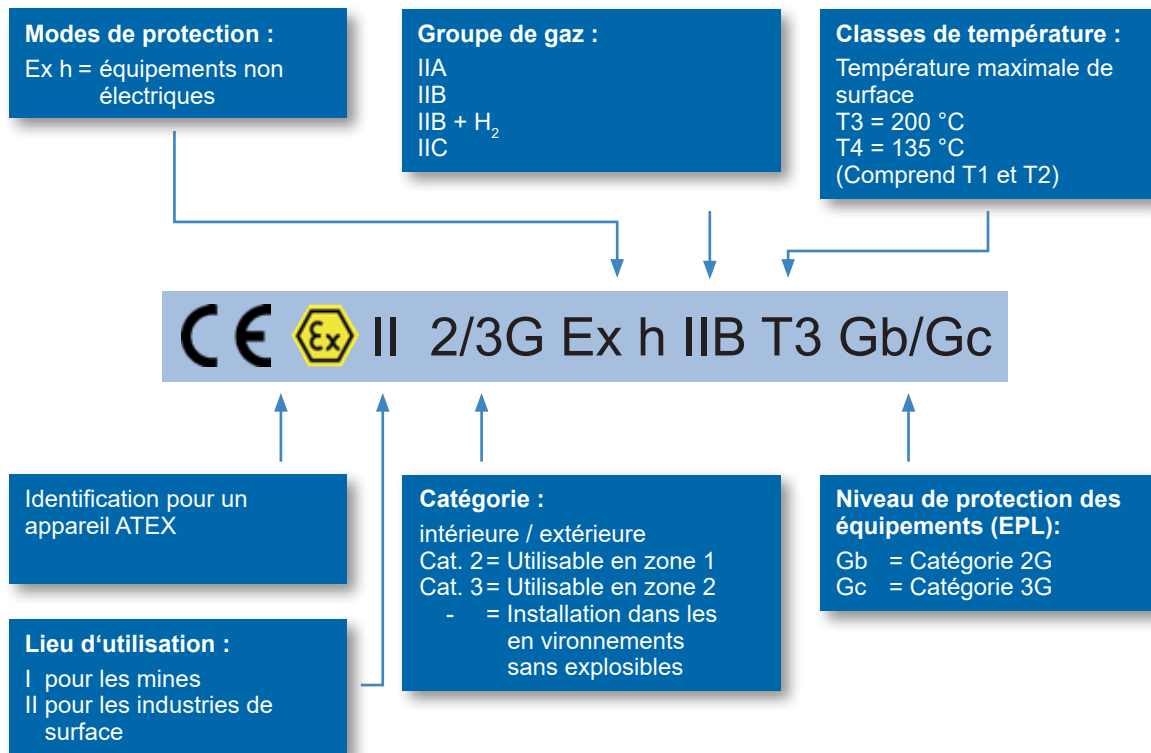 Modes de protection :
Ex h = équipements non
électriques
Groupe de gaz :
IIA
IIB
IIB + H₂
IIC
Classes de température :
Température maximale de
surface
T3 = 200 °C
T4 = 135 °C
(Comprend T1 et T2)
CE Ex II 2/3G Ex h IIB T3 Gb/Gc
Identification pour un
appareil ATEX
Lieu d‘utilisation :
I pour les mines
II pour les industries de
surface
Catégorie :
intérieure / extérieure
Cat. 2 = Utilisable en zone 1
Cat. 3 = Utilisable en zone 2
- = Installation dans les
en vironnements
sans explosibles
Niveau de protection des
équipements (EPL):
Gb = Catégorie 2G
Gc = Catégorie 3G